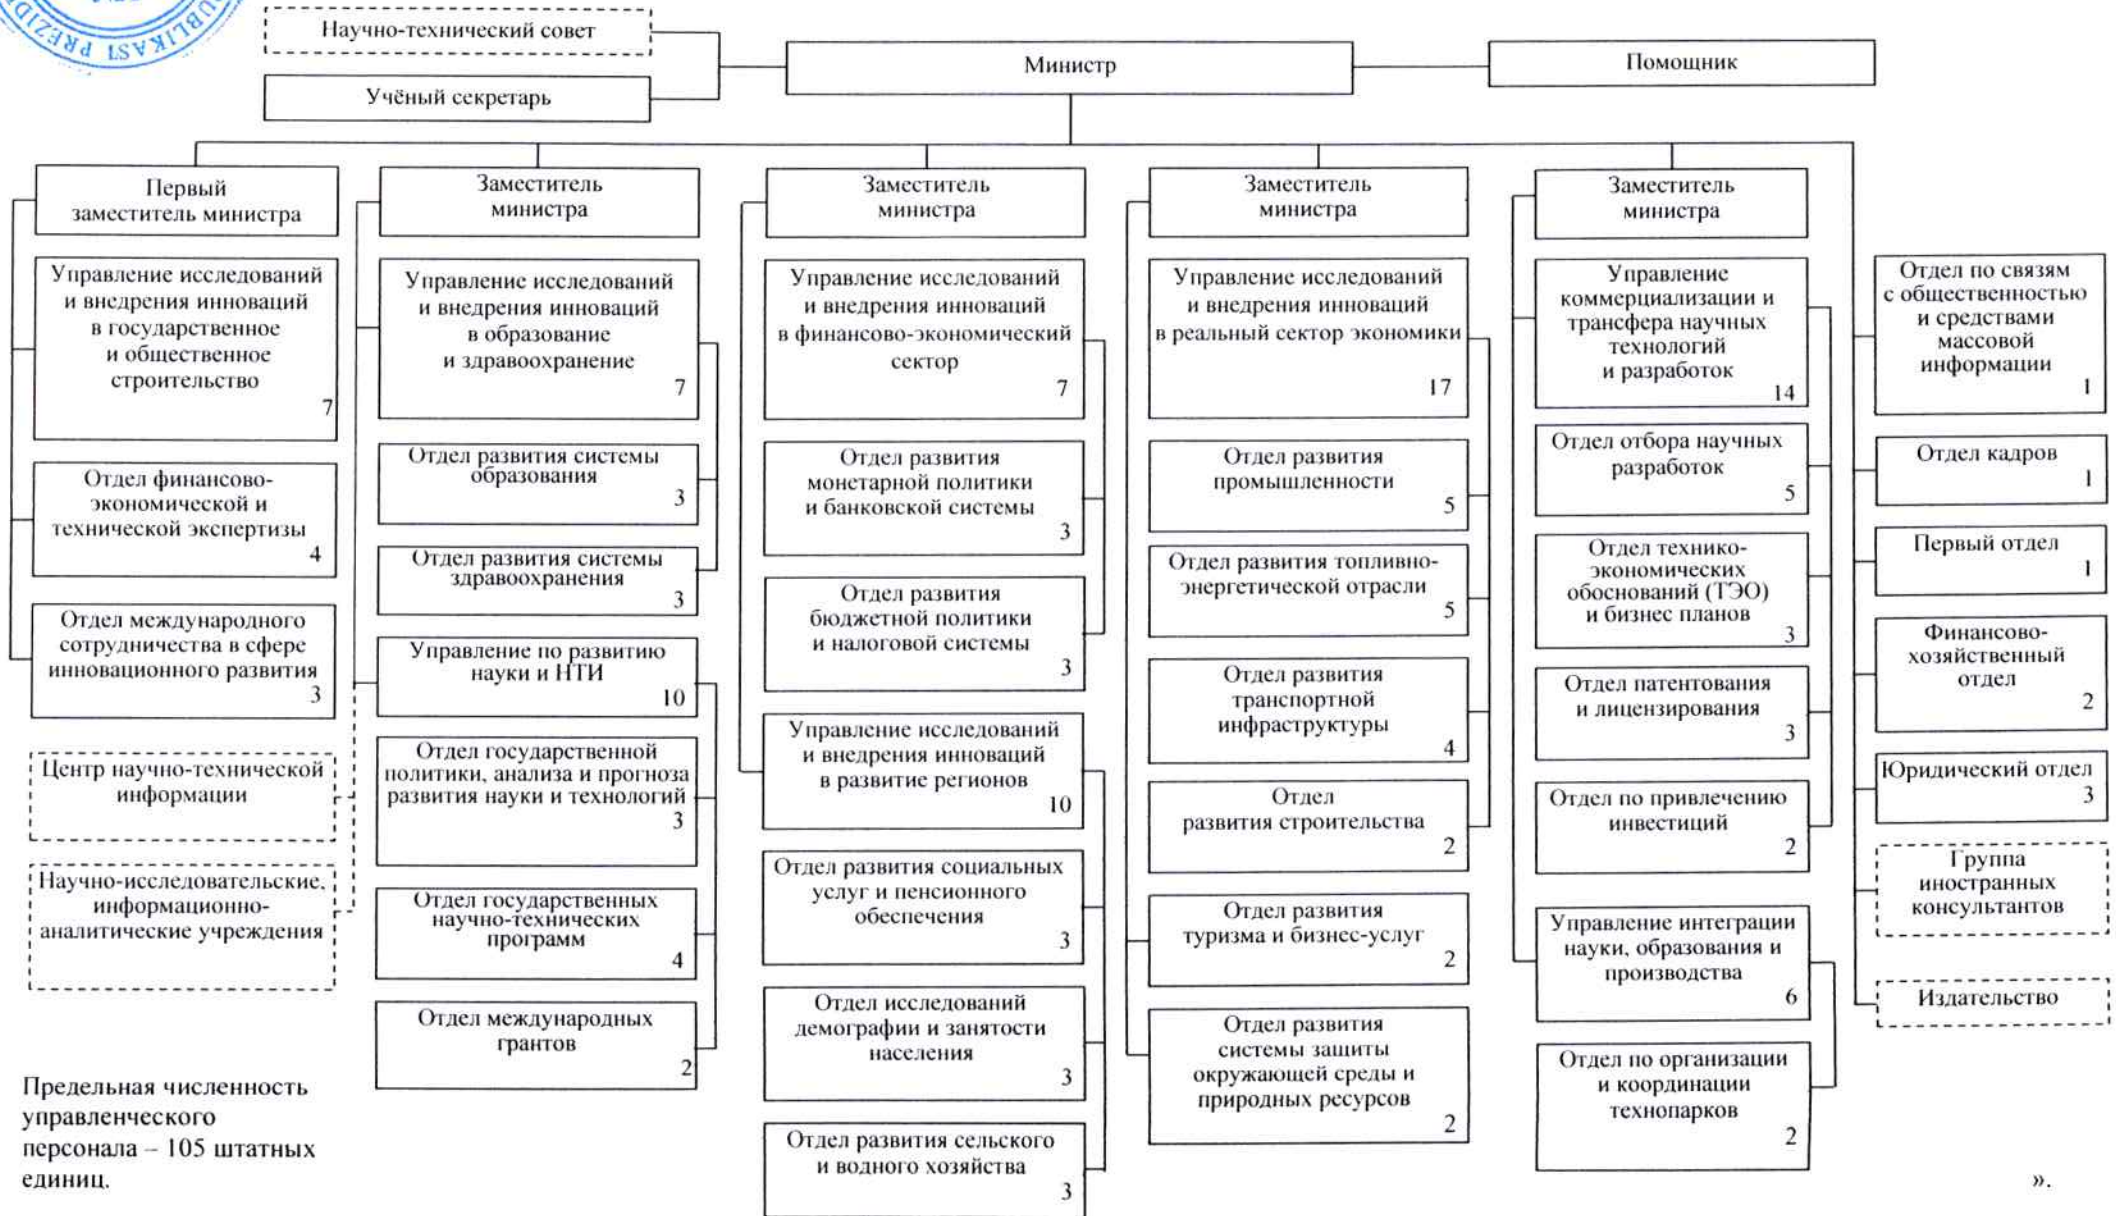 PUBLIKASI PREZID
Научно-технический совет
Учёный секретарь
Министр
Помощник
Первый
заместитель министра
Управление исследований
и внедрения инноваций
в государственное
и общественное
строительство
7
Отдел финансово-
экономической и
технической экспертизы
4
Отдел международного
сотрудничества в сфере
инновационного развития
3
Центр научно-технической
информации
Научно-исследовательские,
информационно-
аналитические учреждения
Предельная численность
управленческого
персонала – 105 штатных
единиц.
Заместитель
министра
Управление исследований
и внедрения инноваций
в образование
и здравоохранение
7
Отдел развития системы
образования
3
Отдел развития системы
здравоохранения
3
Управление по развитию
науки и НТИ
10
Отдел государственной
политики, анализа и прогноза
развития науки и технологий
3
Отдел государственных
научно-технических
программ
4
Отдел международных
грантов
2
Заместитель
министра
Управление исследований
и внедрения инноваций
в финансово-экономический
сектор
7
Отдел развития
монетарной политики
и банковской системы
3
Отдел развития
бюджетной политики
и налоговой системы
3
Управление исследований
и внедрения инноваций
в развитие регионов
10
Отдел развития социальных
услуг и пенсионного
обеспечения
3
Отдел исследований
демографии и занятости
населения
3
Отдел развития сельского
и водного хозяйства
3
Заместитель
министра
Управление исследований
и внедрения инноваций
в реальный сектор экономики
17
Отдел развития
промышленности
5
Отдел развития топливно-
энергетической отрасли
5
Отдел развития
транспортной
инфраструктуры
4
Отдел
развития строительства
2
Отдел развития
туризма и бизнес-услуг
2
Отдел развития
системы защиты
окружающей среды и
природных ресурсов
2
Заместитель
министра
Управление
коммерциализации и
трансфера научных
технологий
и разработок
14
Отдел отбора научных
разработок
5
Отдел технико-
экономических
обоснований (ТЭО)
и бизнес планов
3
Отдел патентования
и лицензирования
3
Отдел по привлечению
инвестиций
2
Управление интеграции
науки, образования и
производства
6
Отдел по организации
и координации
технопарков
2
Отдел по связям
с общественностью
и средствами
массовой
информации
1
Отдел кадров
1
Первый отдел
1
Финансово-
хозяйственный
отдел
2
Юридический отдел
3
Группа
иностранных
консультантов
Издательство
».